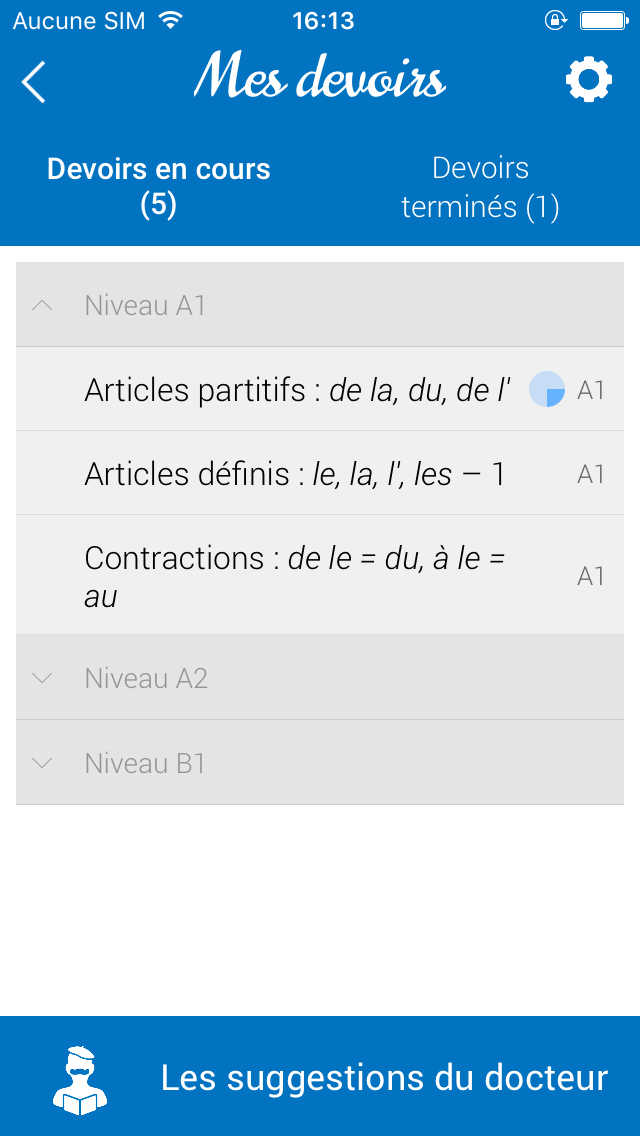 Aucune SIM
16:13
Mes devoirs
Devoirs en cours
(5)
Devoirs
terminés (1)
Niveau A1
Articles partitifs : de la, du, de l' A1
Articles définis : le, la, l', les – 1 A1
Contractions : de le = du, à le =
au
A1
Niveau A2
Niveau B1
Les suggestions du docteur